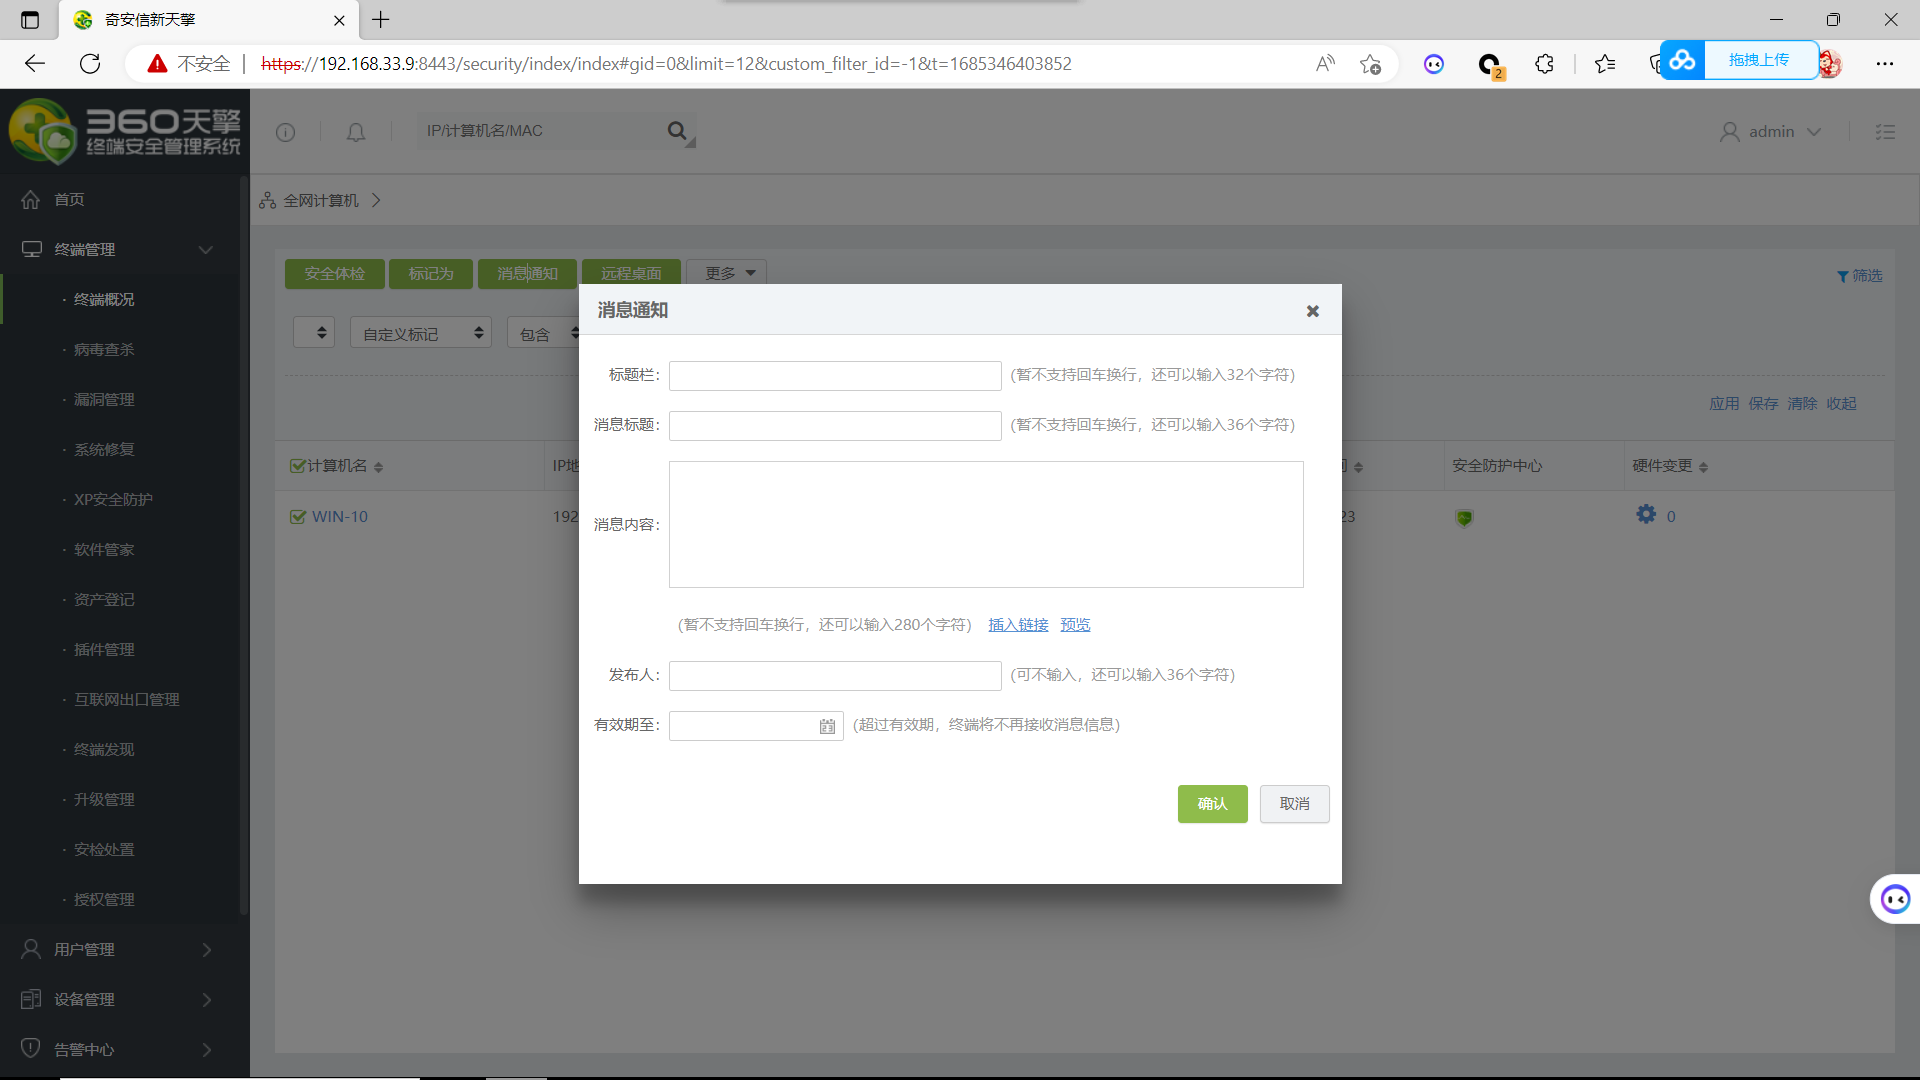 奇安信新天擎
不安全
https://192.168.33.9:8443/security/index/index#gid=0&limit=12&custom_filter_id=-1&t=1685346403852
2
拖拽上传
360天擎
终端安全管理系统
IP/计算机名/MAC
admin
首页
全网计算机
终端管理
安全体检
标记为
消息通知
远程桌面
更多
筛选
· 终端概况
自定义标记
包含
· 病毒查杀
· 漏洞管理
应用 保存 清除 收起
· 系统修复
计算机名
IP地
安全防护中心
硬件变更
· XP安全防护
WIN-10
192
23
0
· 软件管家
· 资产登记
· 插件管理
· 互联网出口管理
· 终端发现
· 升级管理
· 安检处置
· 授权管理
用户管理
设备管理
告警中心
消息通知
标题栏：
(暂不支持回车换行，还可以输入32个字符)
消息标题：
(暂不支持回车换行，还可以输入36个字符)
消息内容：
(暂不支持回车换行，还可以输入280个字符) 插入链接 预览
发布人：
(可不输入，还可以输入36个字符)
有效期至：
23
(超过有效期，终端将不再接收消息信息)
确认
取消